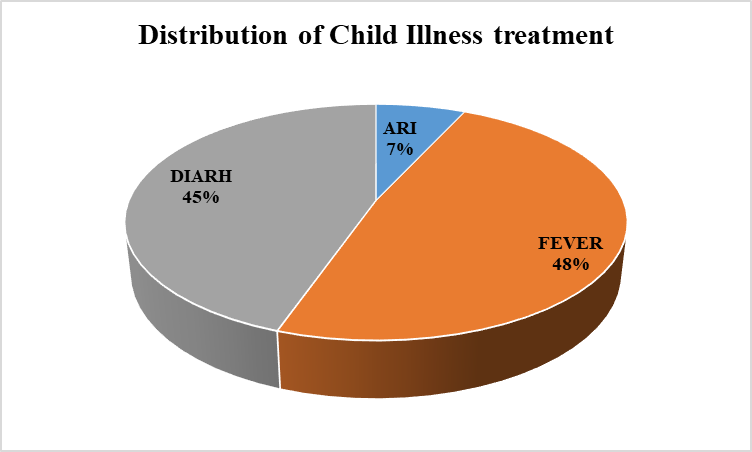 Distribution of Child Illness treatment
ARI
7%
DIARH
45%
FEVER
48%